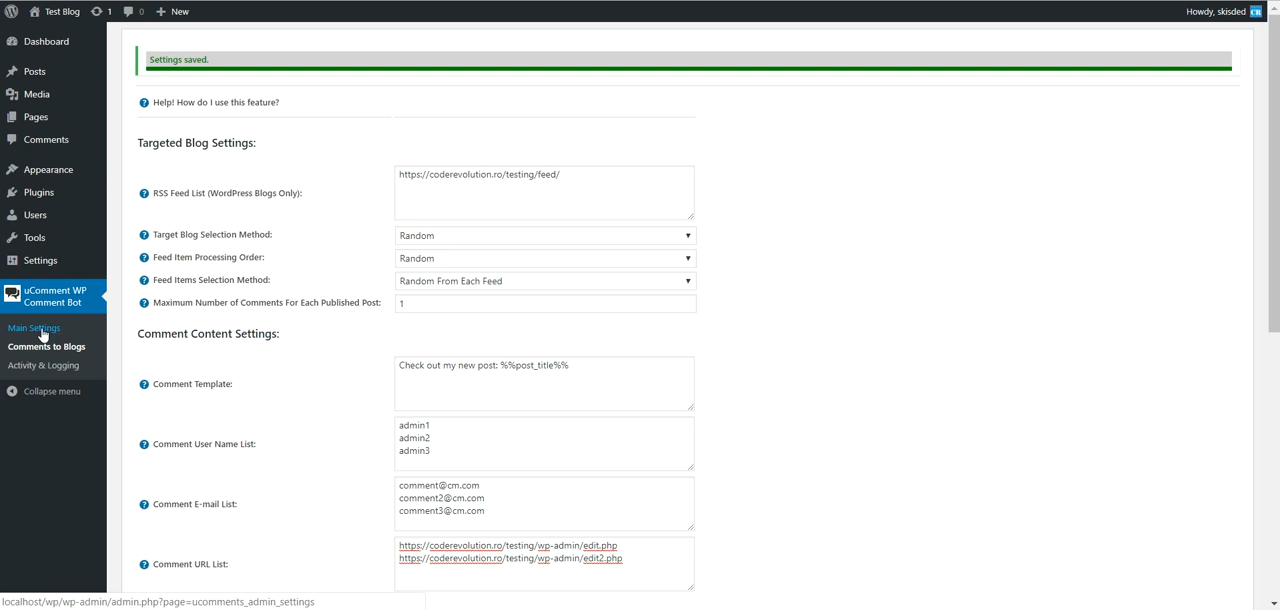 Test Blog 1 0 New Howdy, skisded CR
Dashboard
Posts
Media
Pages
Comments
Appearance
Plugins
Users
Tools
Settings
uComment WP
Comment Bot
Main Settings
Comments to Blogs
Activity & Logging
Collapse menu
Settings saved.
Help! How do I use this feature?
Targeted Blog Settings:
RSS Feed List (WordPress Blogs Only):
https://coderevolution.ro/testing/feed/
Target Blog Selection Method: Random
Feed Item Processing Order: Random
Feed Items Selection Method: Random From Each Feed
Maximum Number of Comments For Each Published Post: 1
Comment Content Settings:
Comment Template:
Check out my new post: %%post_title%%
Comment User Name List:
admin1
admin2
admin3
Comment E-mail List:
comment@cm.com
comment2@cm.com
comment3@cm.com
Comment URL List:
https://coderevolution.ro/testing/wp-admin/edit.php
https://coderevolution.ro/testing/wp-admin/edit2.php
localhost/wp/wp-admin/admin.php?page=ucomments_admin_settings